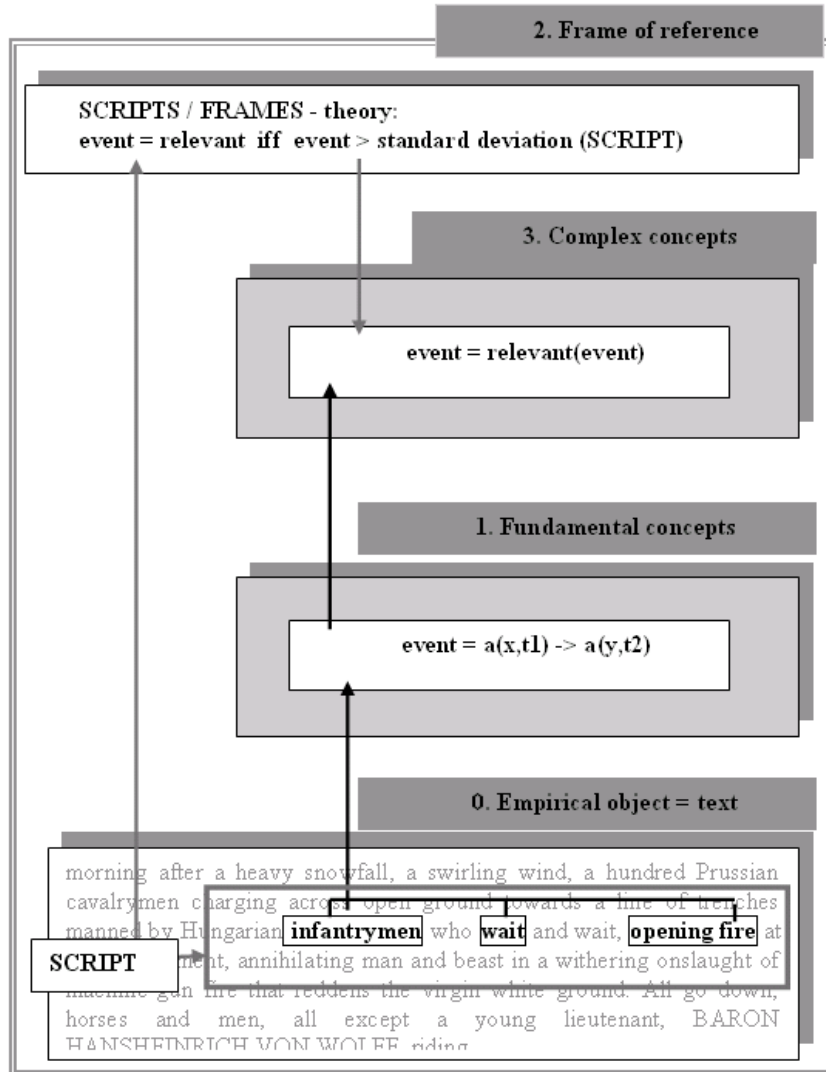 2. Frame of reference
SCRIPTS / FRAMES - theory:
event = relevant iff event > standard deviation (SCRIPT)
3. Complex concepts
event = relevant(event)
1. Fundamental concepts
event = a(x,t1) -> a(y,t2)
0. Empirical object = text
morning after a heavy snowfall, a swirling wind, a hundred Prussian
cavalrymen charging across open ground towards a line of trenches
manned by Hungarian infantrymen who wait and wait, opening fire at
SCRIPT
annihilating man and beast in a withering onslaught of
machine gun fire that reddens the virgin white ground. All go down,
horses and men, all except a young lieutenant, BARON
HANSHEINRICH VON WOLFF, riding